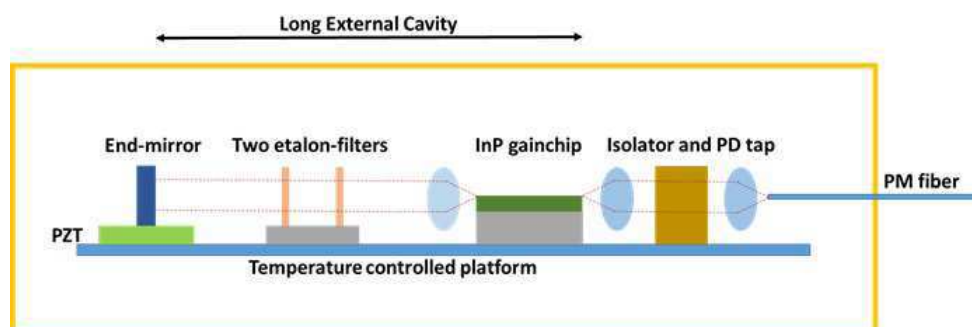 Long External Cavity
End-mirror
Two etalon-filters
InP gainchip
Isolator and PD tap
PM fiber
PZT
Temperature controlled platform